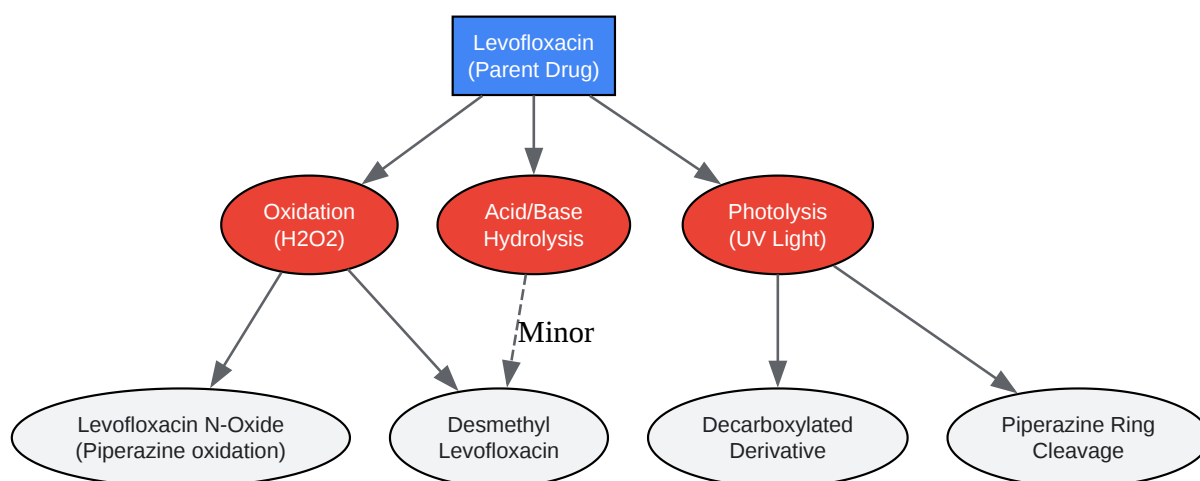 Levofloxacin
(Parent Drug)
Oxidation
(H2O2)
Acid/Base
Hydrolysis
Photolysis
(UV Light)
Minor
Levofloxacin N-Oxide
(Piperazine oxidation)
Desmethyl
Levofloxacin
Decarboxylated
Derivative
Piperazine Ring
Cleavage